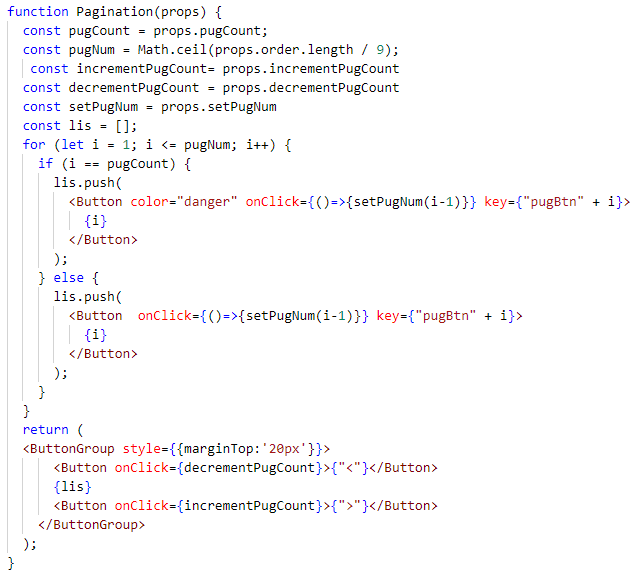 function Pagination(props) {
  const pugCount = props.pugCount;
  const pugNum = Math.ceil(props.order.length / 9);
   const incrementPugCount= props.incrementPugCount
  const decrementPugCount = props.decrementPugCount
  const setPugNum = props.setPugNum
  const lis = [];
  for (let i = 1; i <= pugNum; i++) {
    if (i == pugCount) {
      lis.push(
        <Button color="danger" onClick={()=>{setPugNum(i-1)}} key={"pugBtn" + i}>
          {i}
        </Button>
      );
    } else {
      lis.push(
        <Button  onClick={()=>{setPugNum(i-1)}} key={"pugBtn" + i}>
          {i}
        </Button>
      );
    }
  }
  return (
  <ButtonGroup style={{marginTop:'20px'}}>
      <Button onClick={decrementPugCount}>{"<"}</Button>
      {lis}
      <Button onClick={incrementPugCount}>{">"}</Button>
    </ButtonGroup>
  );
}